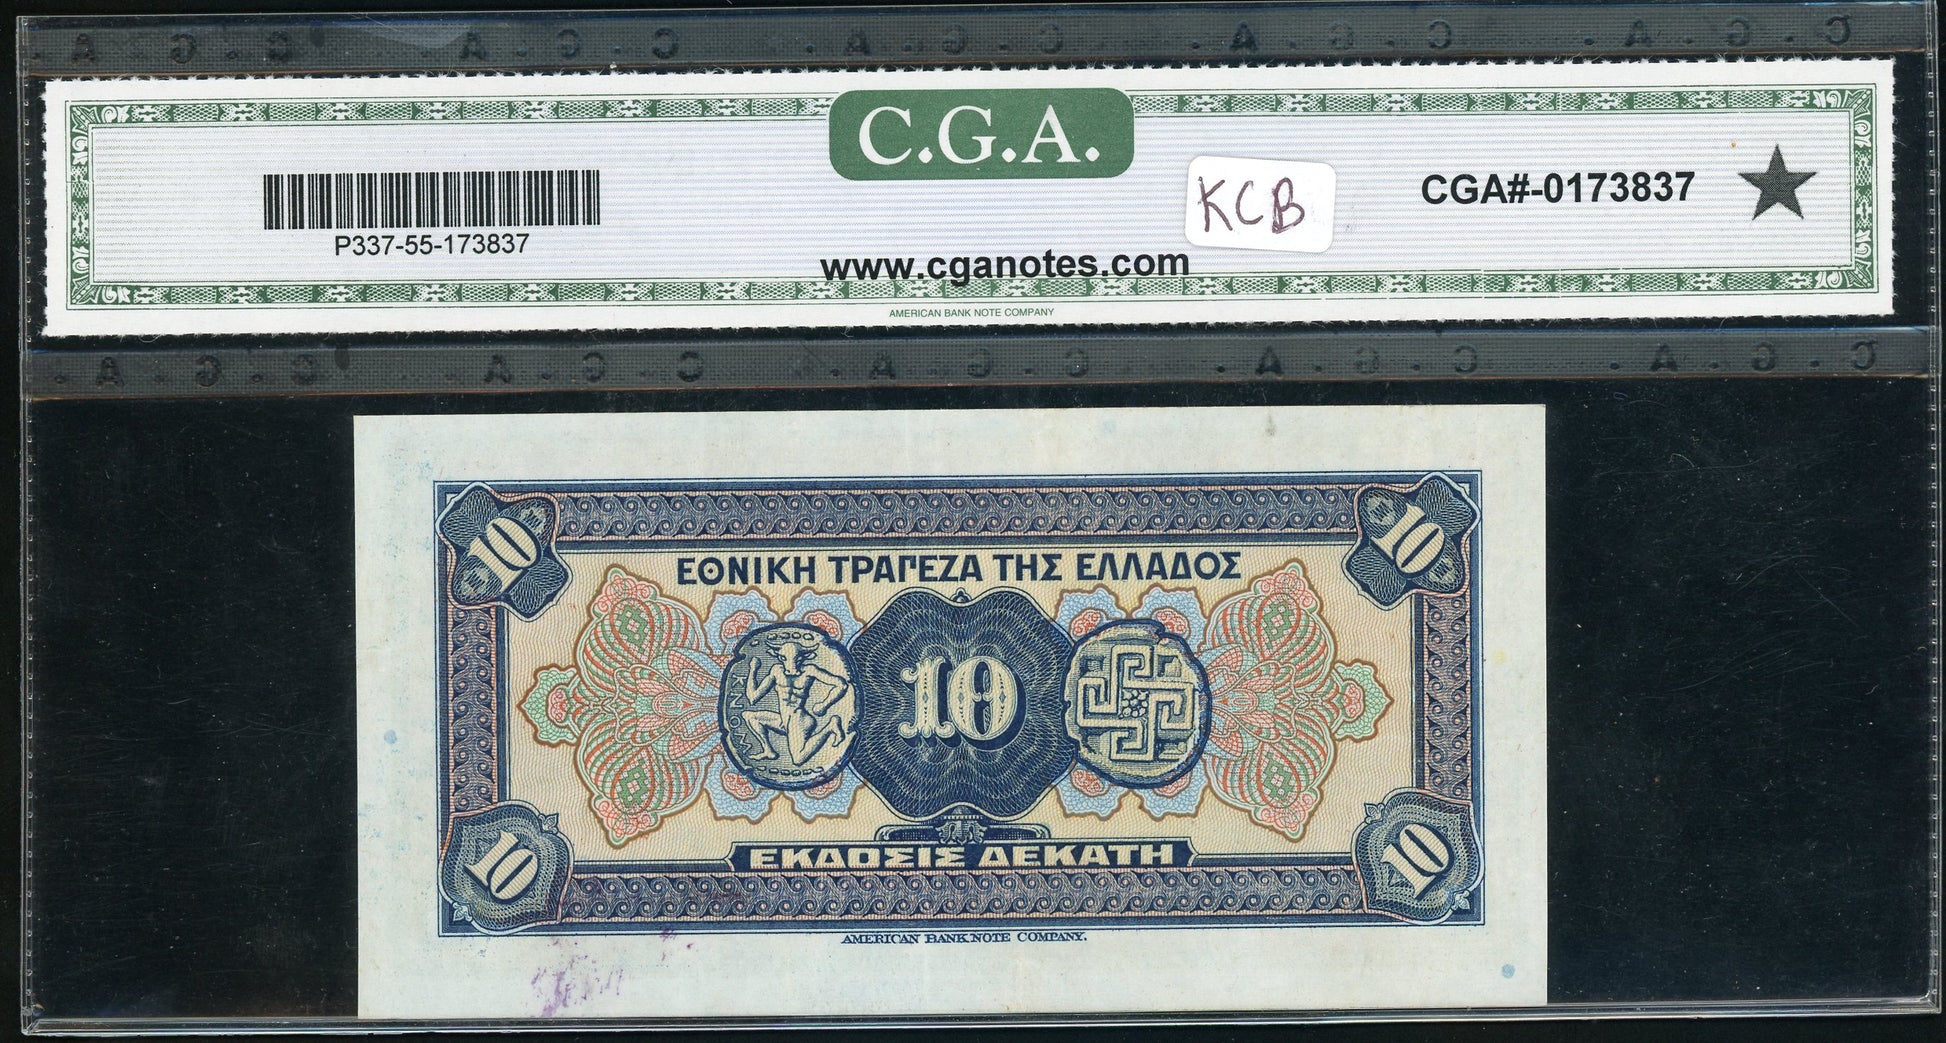 A . G . C . A . G . C . A . G . C . A . G . C . A . G . C
C.G.A.
KCB
CGA#-0173837
P337-55-173837
www.cganotes.com
AMERICAN BANK NOTE COMPANY
A . G . C . A . G . C . A . G . C . A . G . C . A . G . C
10
10
ΕΘΝΙΚΗ ΤΡΑΠΕΖΑ ΤΗΣ ΕΛΛΑΔΟΣ
10
10
ΕΚΔΟΣΙΣ ΔΕΚΑΤΗ
10
AMERICAN BANK NOTE COMPANY.